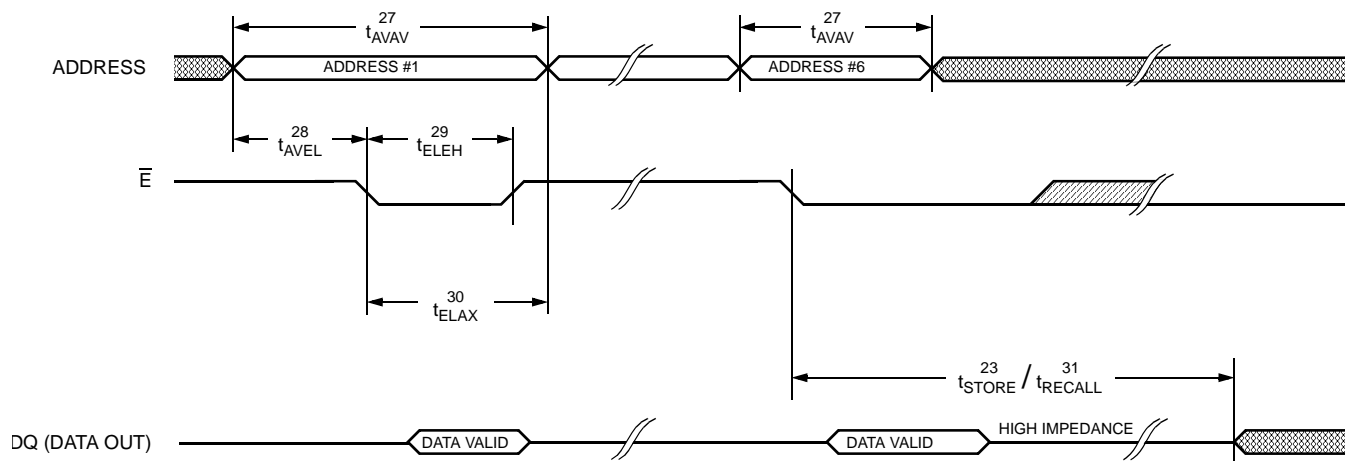 27 27
tAVAV tAVAV
ADDRESS ADDRESS #1 ADDRESS #6
28 29
tAVEL tELEH
E
30
tELAX
23 31
tSTORE / tRECALL
DQ (DATA OUT) DATA VALID DATA VALID HIGH IMPEDANCE